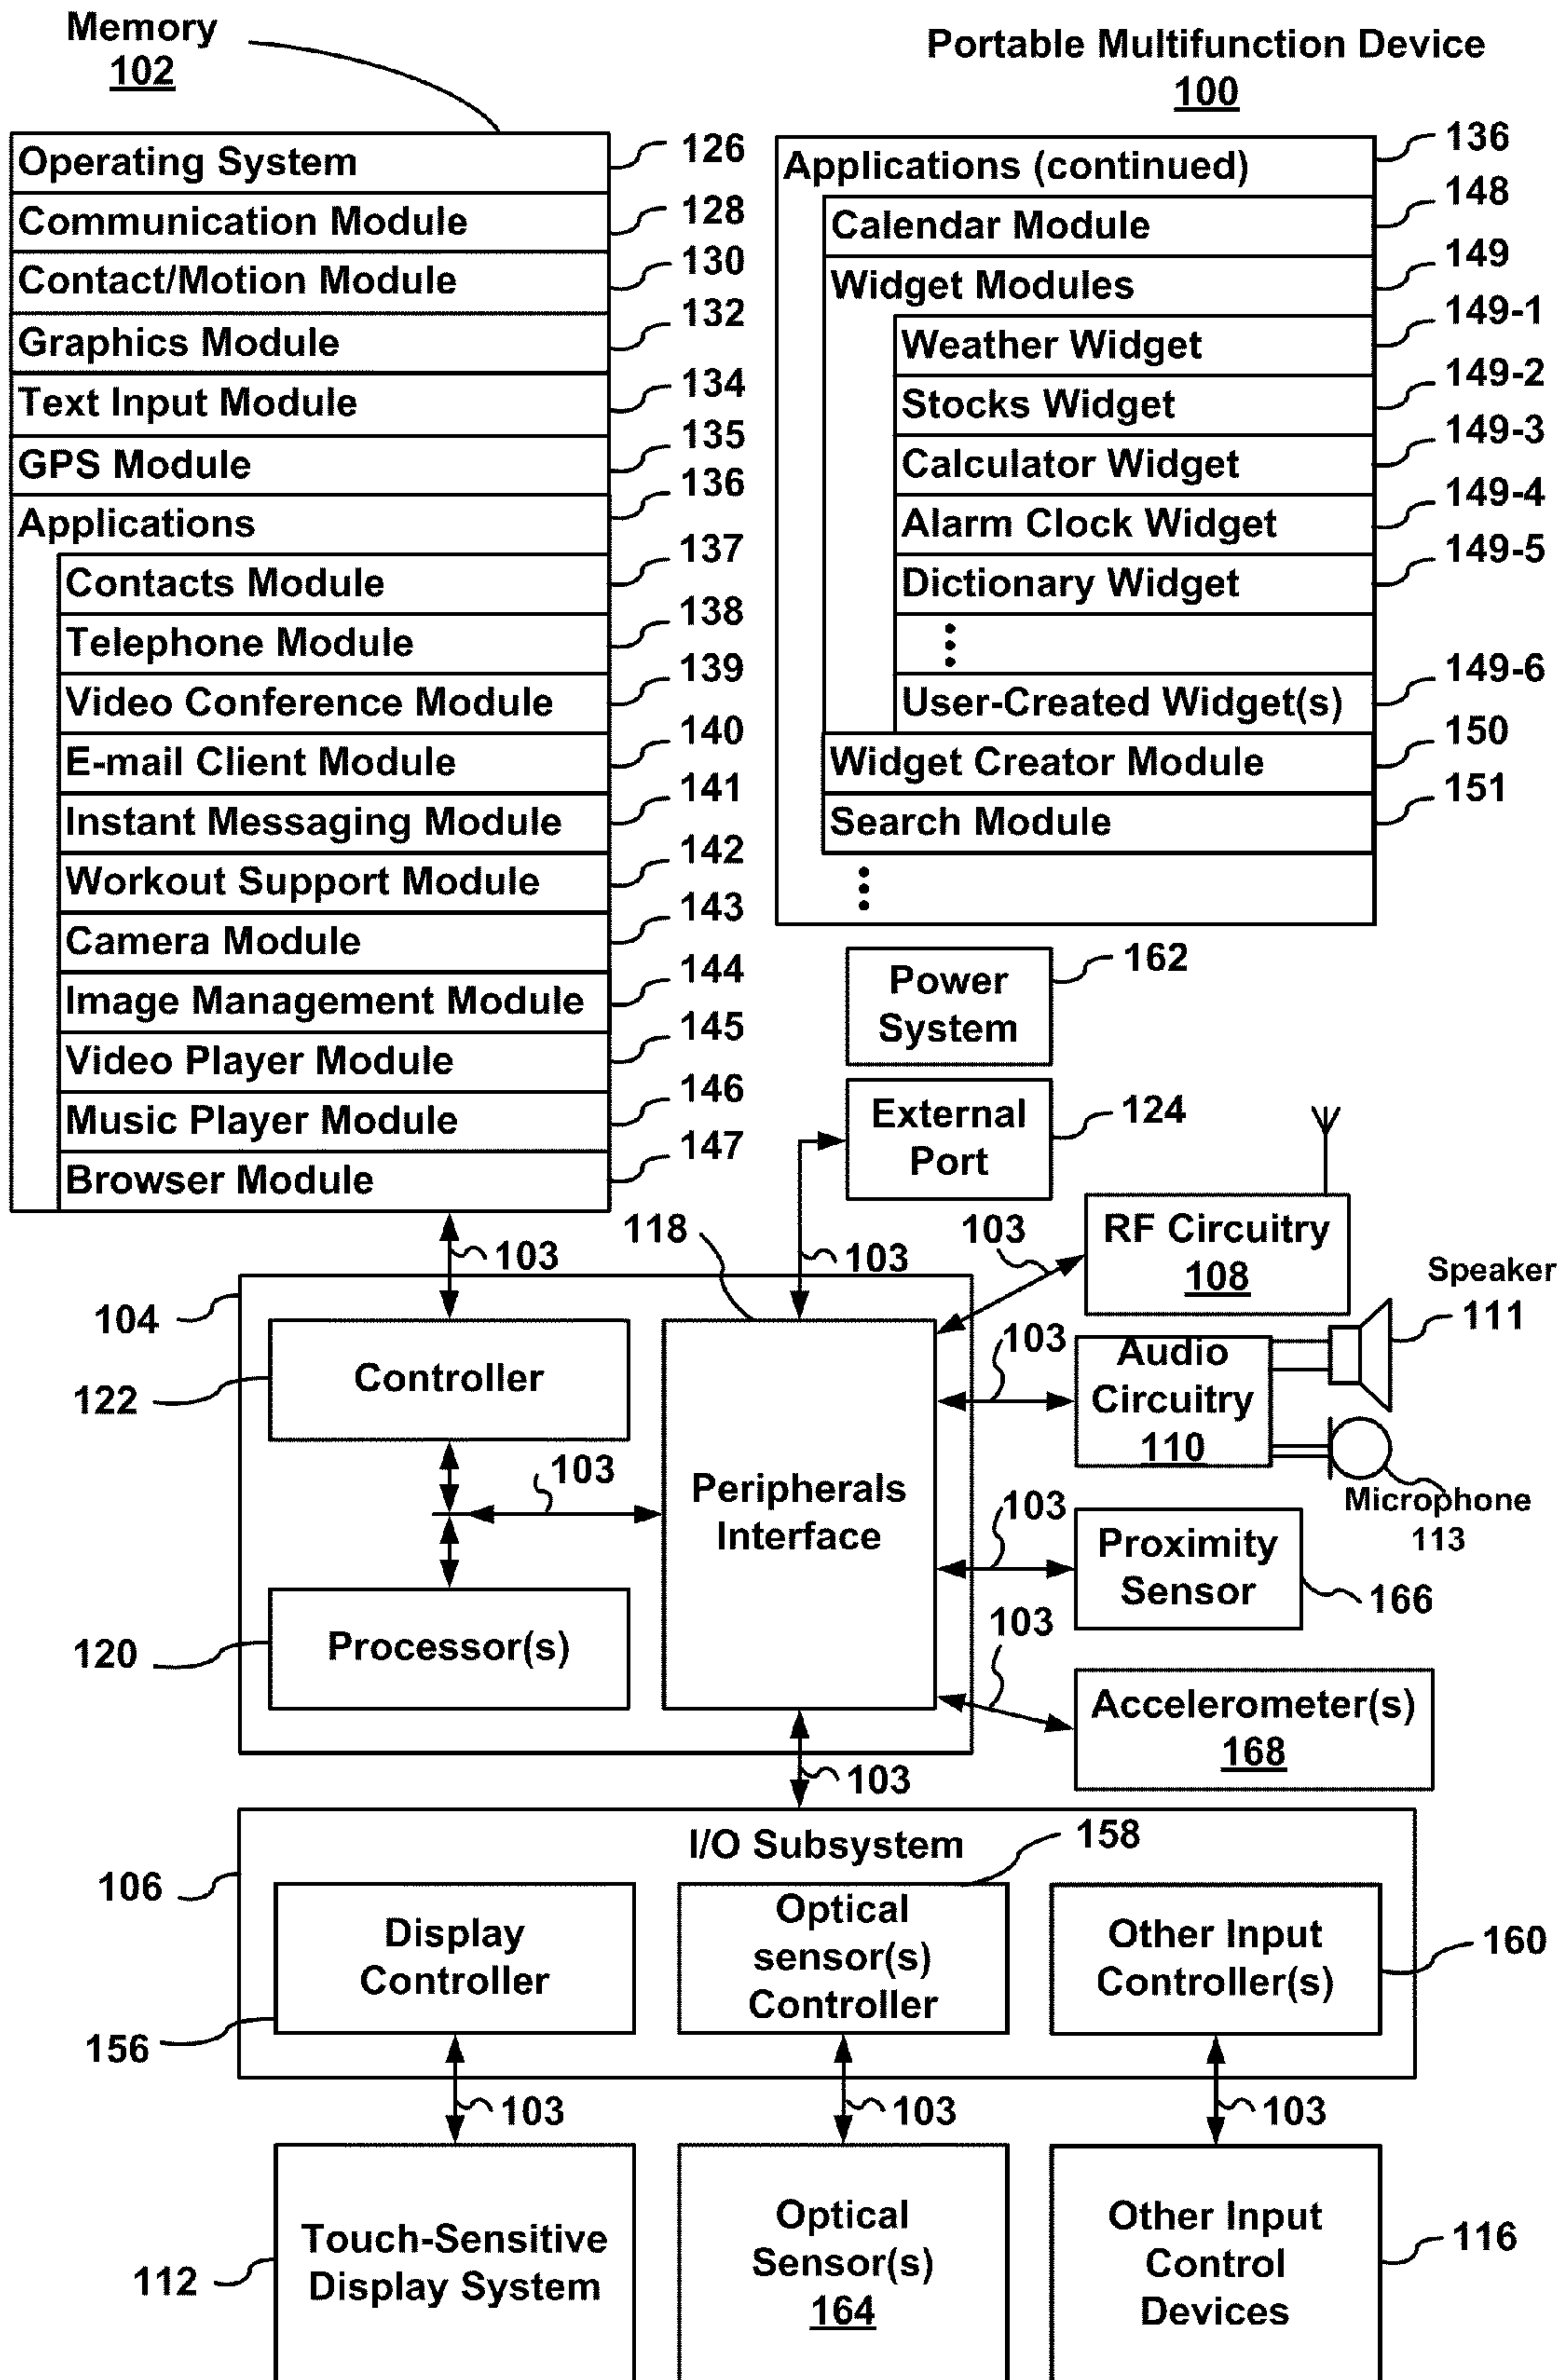 Memory
102
Portable Multifunction Device
100
Operating System
126
Communication Module
128
Contact/Motion Module
130
Graphics Module
132
Text Input Module
134
GPS Module
135
Applications
136
Contacts Module
137
Telephone Module
138
Video Conference Module
139
E-mail Client Module
140
Instant Messaging Module
141
Workout Support Module
142
Camera Module
143
Image Management Module
144
Video Player Module
145
Music Player Module
146
Browser Module
147
Applications (continued)
136
Calendar Module
148
Widget Modules
149
Weather Widget
149-1
Stocks Widget
149-2
Calculator Widget
149-3
Alarm Clock Widget
149-4
Dictionary Widget
149-5
User-Created Widget(s)
149-6
Widget Creator Module
150
Search Module
151
Power
System
162
External
Port
124
103
118
103
103
RF Circuitry
108
Speaker
111
104
Controller
122
103
Audio
Circuitry
110
Microphone
113
103
Peripherals
Interface
103
Proximity
Sensor
166
Processor(s)
120
103
Accelerometer(s)
168
103
I/O Subsystem
106
158
Display
Controller
156
Optical
sensor(s)
Controller
Other Input
Controller(s)
160
103
103
103
Touch-Sensitive
Display System
112
Optical
Sensor(s)
164
Other Input
Control
Devices
116